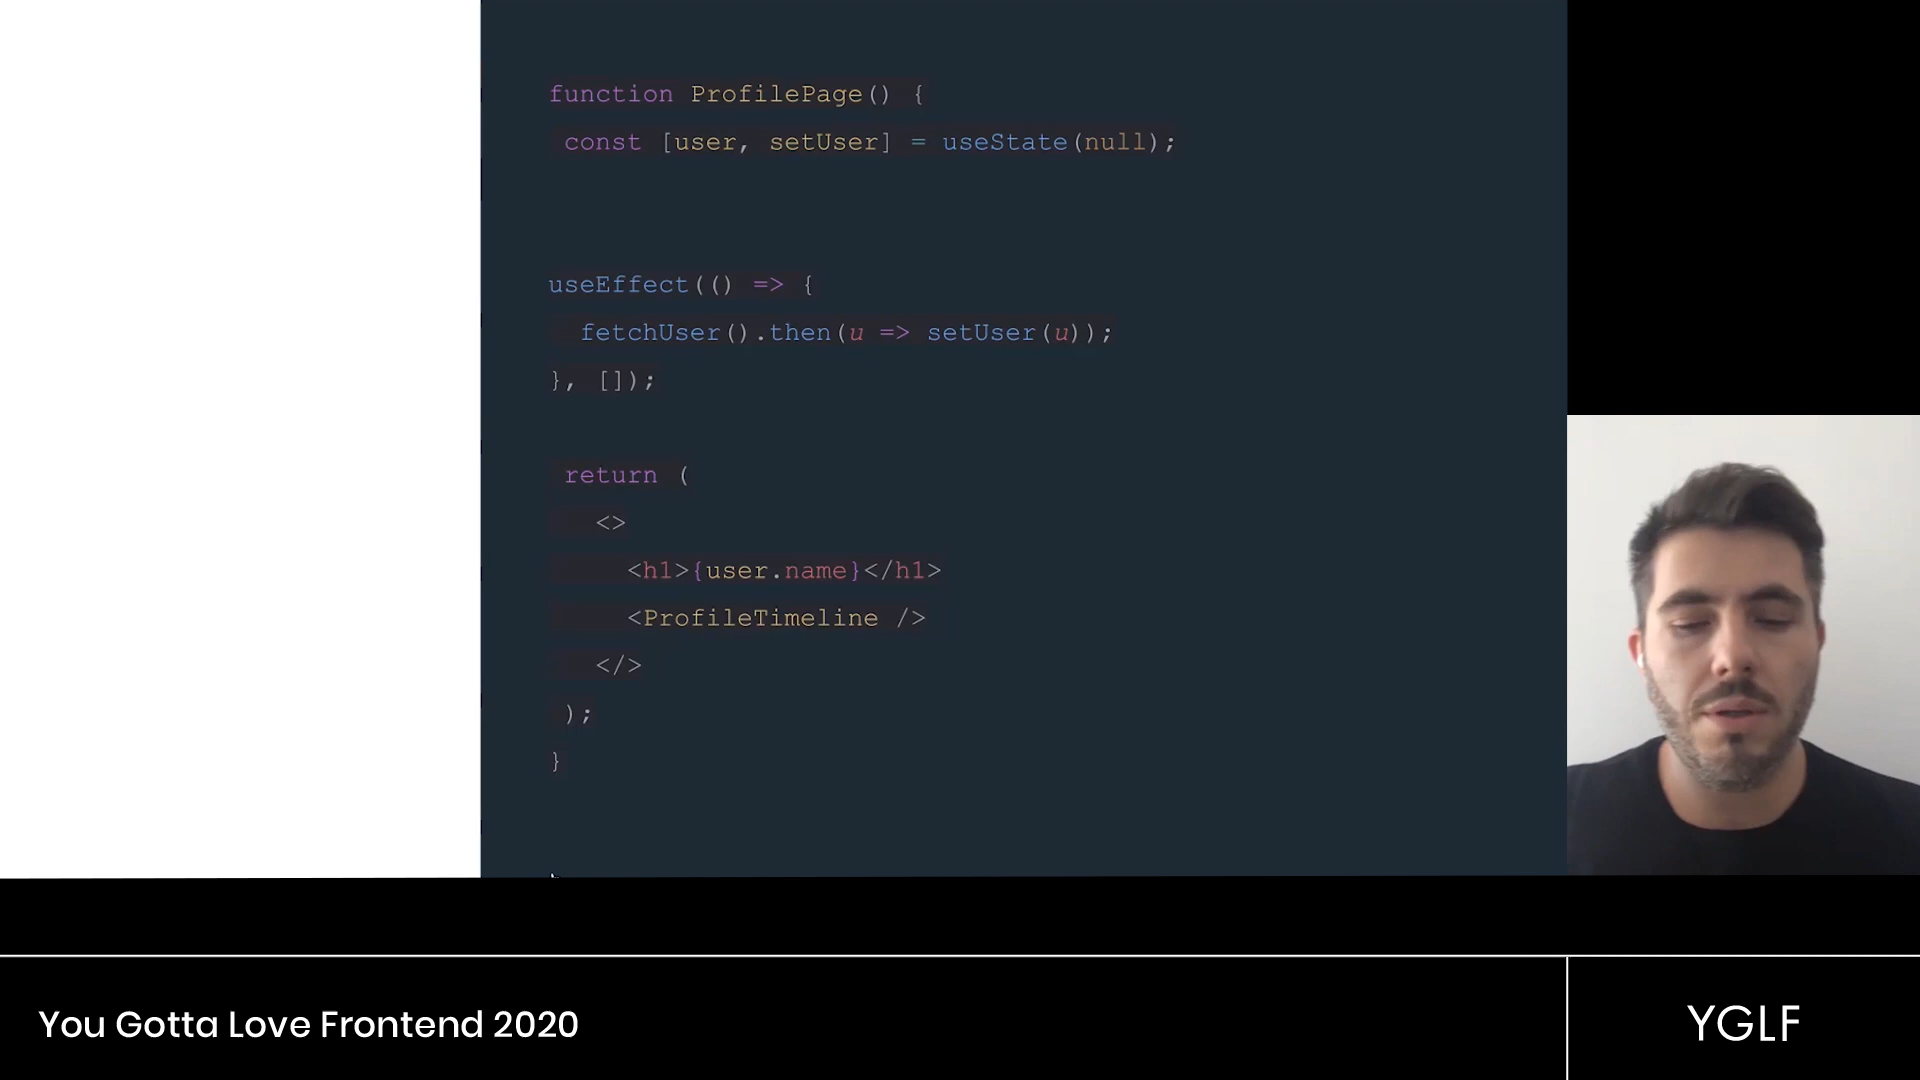 function ProfilePage() {
const [user, setUser] = useState(null);
useEffect(() => {
fetchUser().then(u => setUser(u));
}, []);
return (
<>
<h1>{user.name}</h1>
<ProfileTimeline />
</>
);
}
You Gotta Love Frontend 2020
YGLF